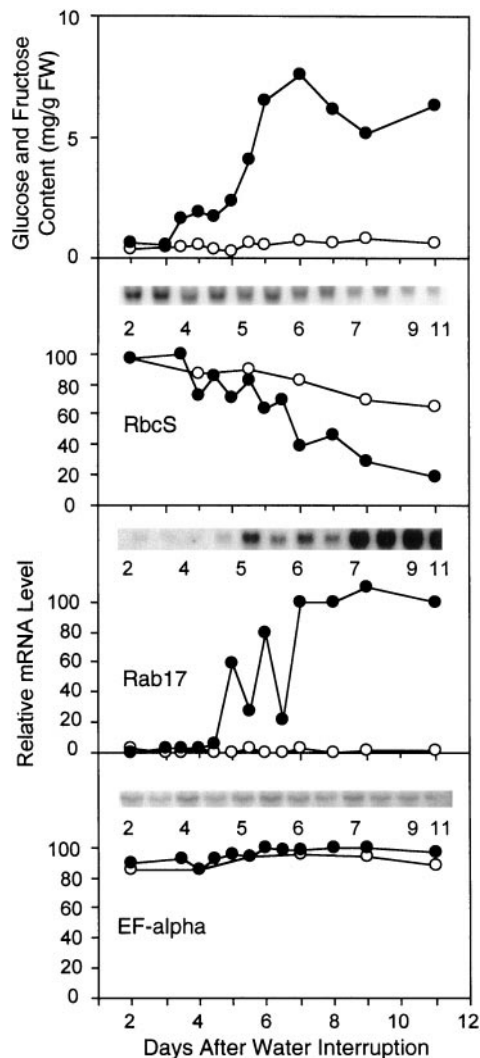 Glucose and Fructose
Content (mg/g FW)
10
5
0
2 4 5 6 7 9 11
100
80
60
40
20
0
RbcS
2 4 5 6 7 9 11
Relative mRNA Level
100
80
60
40
20
0
Rab17
2 4 5 6 7 9 11
100
80
60
40
20
0
EF-alpha
2 4 6 8 10 12
Days After Water Interruption